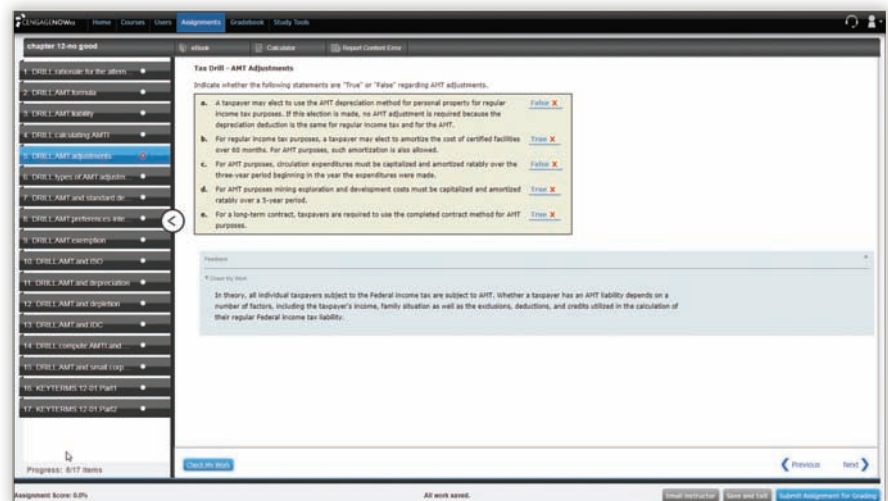 CENGAGENOWv2 Home Courses Users Assignments Gradebook Study Tools
chapter 12-no good
eBook Calculator Report Content Error
1. DRILL rationale for the altern...
2. DRILL AMT formula
3. DRILL AMT liability
4. DRILL calculating AMTI
5. DRILL AMT adjustments
6. DRILL types of AMT adjustm...
7. DRILL AMT and standard de...
8. DRILL AMT preferences inte...
9. DRILL AMT exemption
10. DRILL AMT and ISO
11. DRILL AMT and depreciation
12. DRILL AMT and depletion
13. DRILL AMT and IDC
14. DRILL compute AMTI and ...
15. DRILL AMT and small corp...
16. KEYTERMS.12-01.Part1
17. KEYTERMS.12-01.Part2
Progress: 8/17 items
Tax Drill - AMT Adjustments
Indicate whether the following statements are "True" or "False" regarding AMT adjustments.
a. A taxpayer may elect to use the AMT depreciation method for personal property for regular False X
income tax purposes. If this election is made, no AMT adjustment is required because the
depreciation deduction is the same for regular income tax and for the AMT.
b. For regular income tax purposes, a taxpayer may elect to amortize the cost of certified facilities True X
over 60 months. For AMT purposes, such amortization is also allowed.
c. For AMT purposes, circulation expenditures must be capitalized and amortized ratably over the False X
three-year period beginning in the year the expenditures were made.
d. For AMT purposes mining exploration and development costs must be capitalized and amortized True X
ratably over a 5-year period.
e. For a long-term contract, taxpayers are required to use the completed contract method for AMT True X
purposes.
Feedback
Check My Work
In theory, all individual taxpayers subject to the Federal income tax are subject to AMT. Whether a taxpayer has an AMT liability depends on a
number of factors, including the taxpayer's income, family situation as well as the exclusions, deductions, and credits utilized in the calculation of
their regular Federal income tax liability.
Check My Work
Previous Next
Assignment Score: 0.0% All work saved. Email Instructor Save and Exit Submit Assignment for Grading